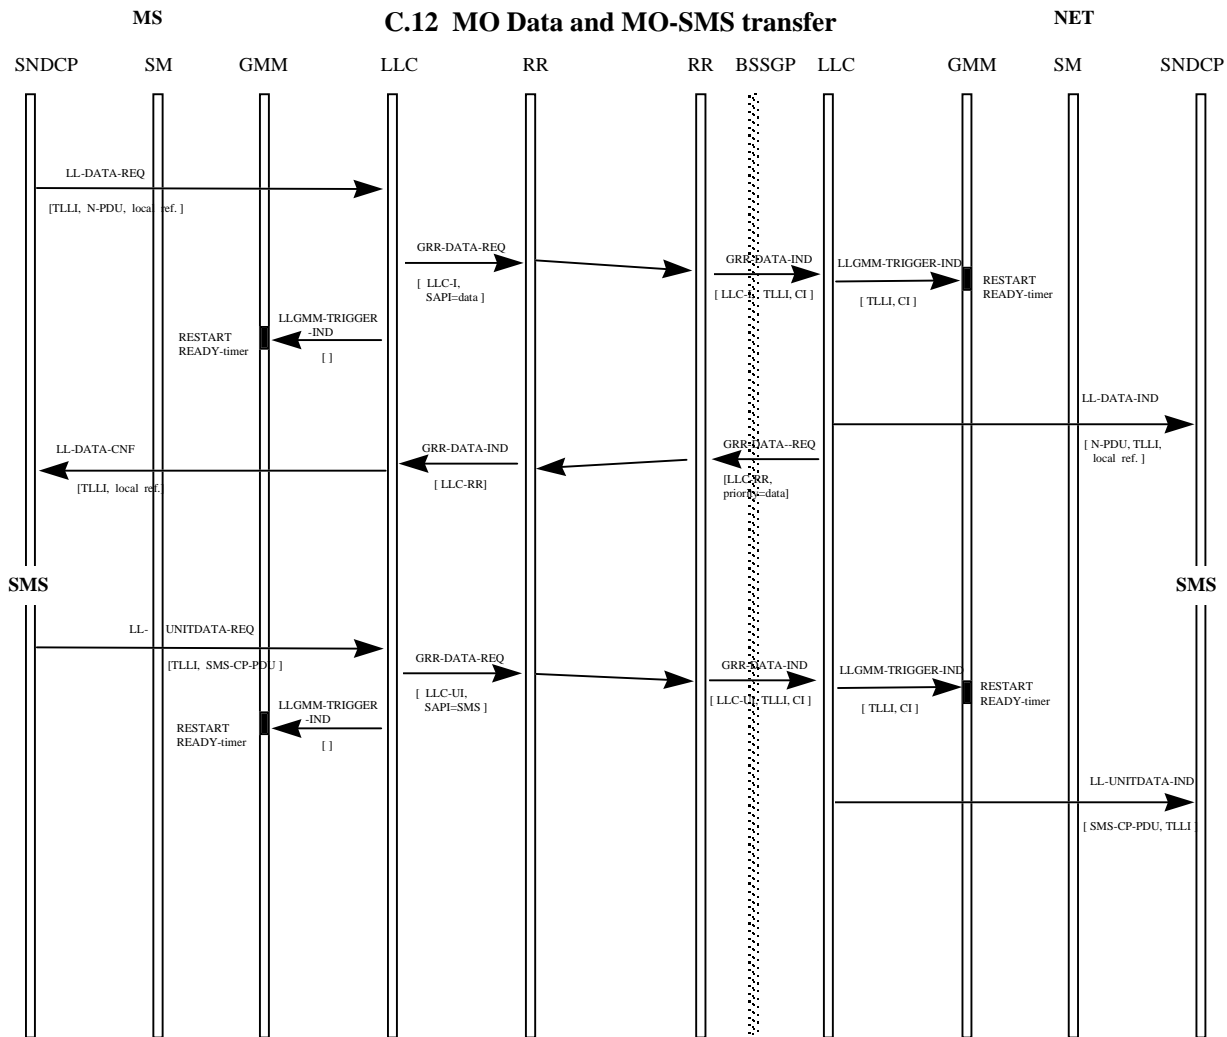 MS
C.12 MO Data and MO-SMS transfer
NET
SNDCP SM GMM LLC RR RR BSSGP LLC GMM SM SNDCP
LL-DATA-REQ
[TLLI, N-PDU, local ref. ]
GRR-DATA-REQ
[ LLC-I,
SAPI=data ]
GRR-DATA-IND
[ LLC-I, TLLI, CI ]
LLGMM-TRIGGER-IND
[ TLLI, CI ]
RESTART
READY-timer
LLGMM-TRIGGER
-IND
[ ]
RESTART
READY-timer
LL-DATA-IND
[ N-PDU, TLLI,
local ref. ]
GRR-DATA--REQ
[LLC-RR,
priority=data]
GRR-DATA-IND
[ LLC-RR]
LL-DATA-CNF
[TLLI, local ref.]
SMS
SMS
LL- UNITDATA-REQ
[TLLI, SMS-CP-PDU ]
GRR-DATA-REQ
[ LLC-UI,
SAPI=SMS ]
GRR-DATA-IND
[ LLC-UI, TLLI, CI ]
LLGMM-TRIGGER-IND
[ TLLI, CI ]
RESTART
READY-timer
LLGMM-TRIGGER
-IND
[ ]
RESTART
READY-timer
LL-UNITDATA-IND
[ SMS-CP-PDU, TLLI ]